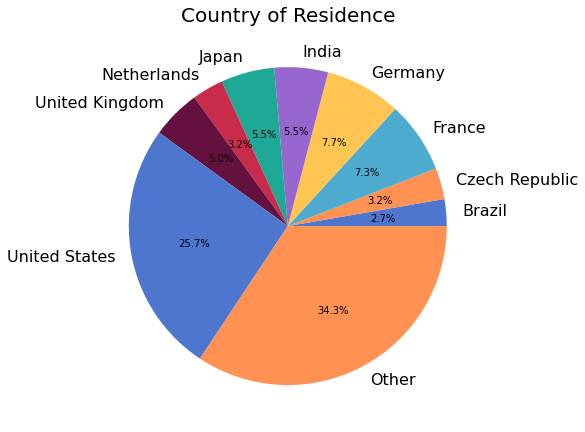 Country of Residence
India
Japan
Germany
Netherlands
United Kingdom
France
5.5%
5.5%
7.7%
3.2%
5.0%
7.3%
Czech Republic
3.2%
Brazil
2.7%
25.7%
United States
34.3%
Other